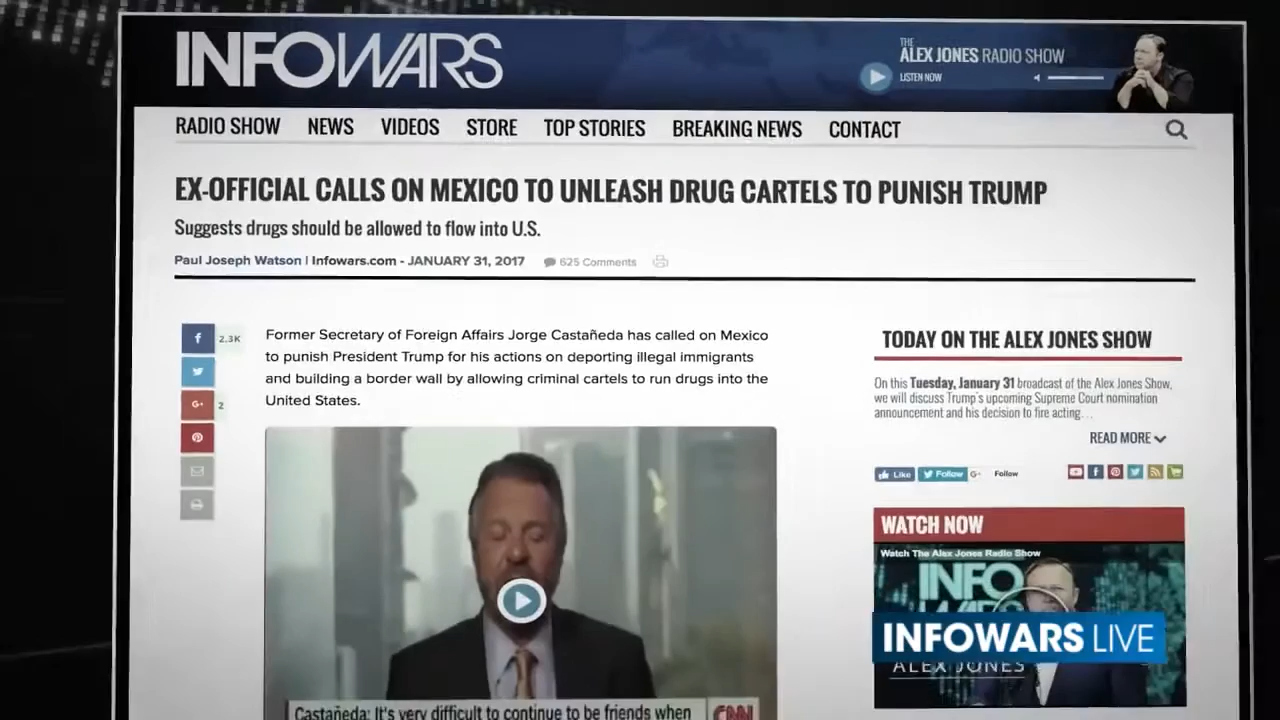 INFOWARS
THE
ALEX JONES RADIO SHOW
LISTEN NOW
RADIO SHOW NEWS VIDEOS STORE TOP STORIES BREAKING NEWS CONTACT
EX-OFFICIAL CALLS ON MEXICO TO UNLEASH DRUG CARTELS TO PUNISH TRUMP
Suggests drugs should be allowed to flow into U.S.
Paul Joseph Watson | Infowars.com - JANUARY 31, 2017 625 Comments
f 2.3K
G+ 2
Former Secretary of Foreign Affairs Jorge Castañeda has called on Mexico
to punish President Trump for his actions on deporting illegal immigrants
and building a border wall by allowing criminal cartels to run drugs into the
United States.
Castañeda: It's very difficult to continue to be friends when
CNN
TODAY ON THE ALEX JONES SHOW
On this Tuesday, January 31 broadcast of the Alex Jones Show,
we will discuss Trump's upcoming Supreme Court nomination
announcement and his decision to fire acting…
READ MORE
Like Follow G+ Follow
WATCH NOW
Watch The Alex Jones Radio Show
INFO
WARS
INFOWARS LIVE
ALEX JONES